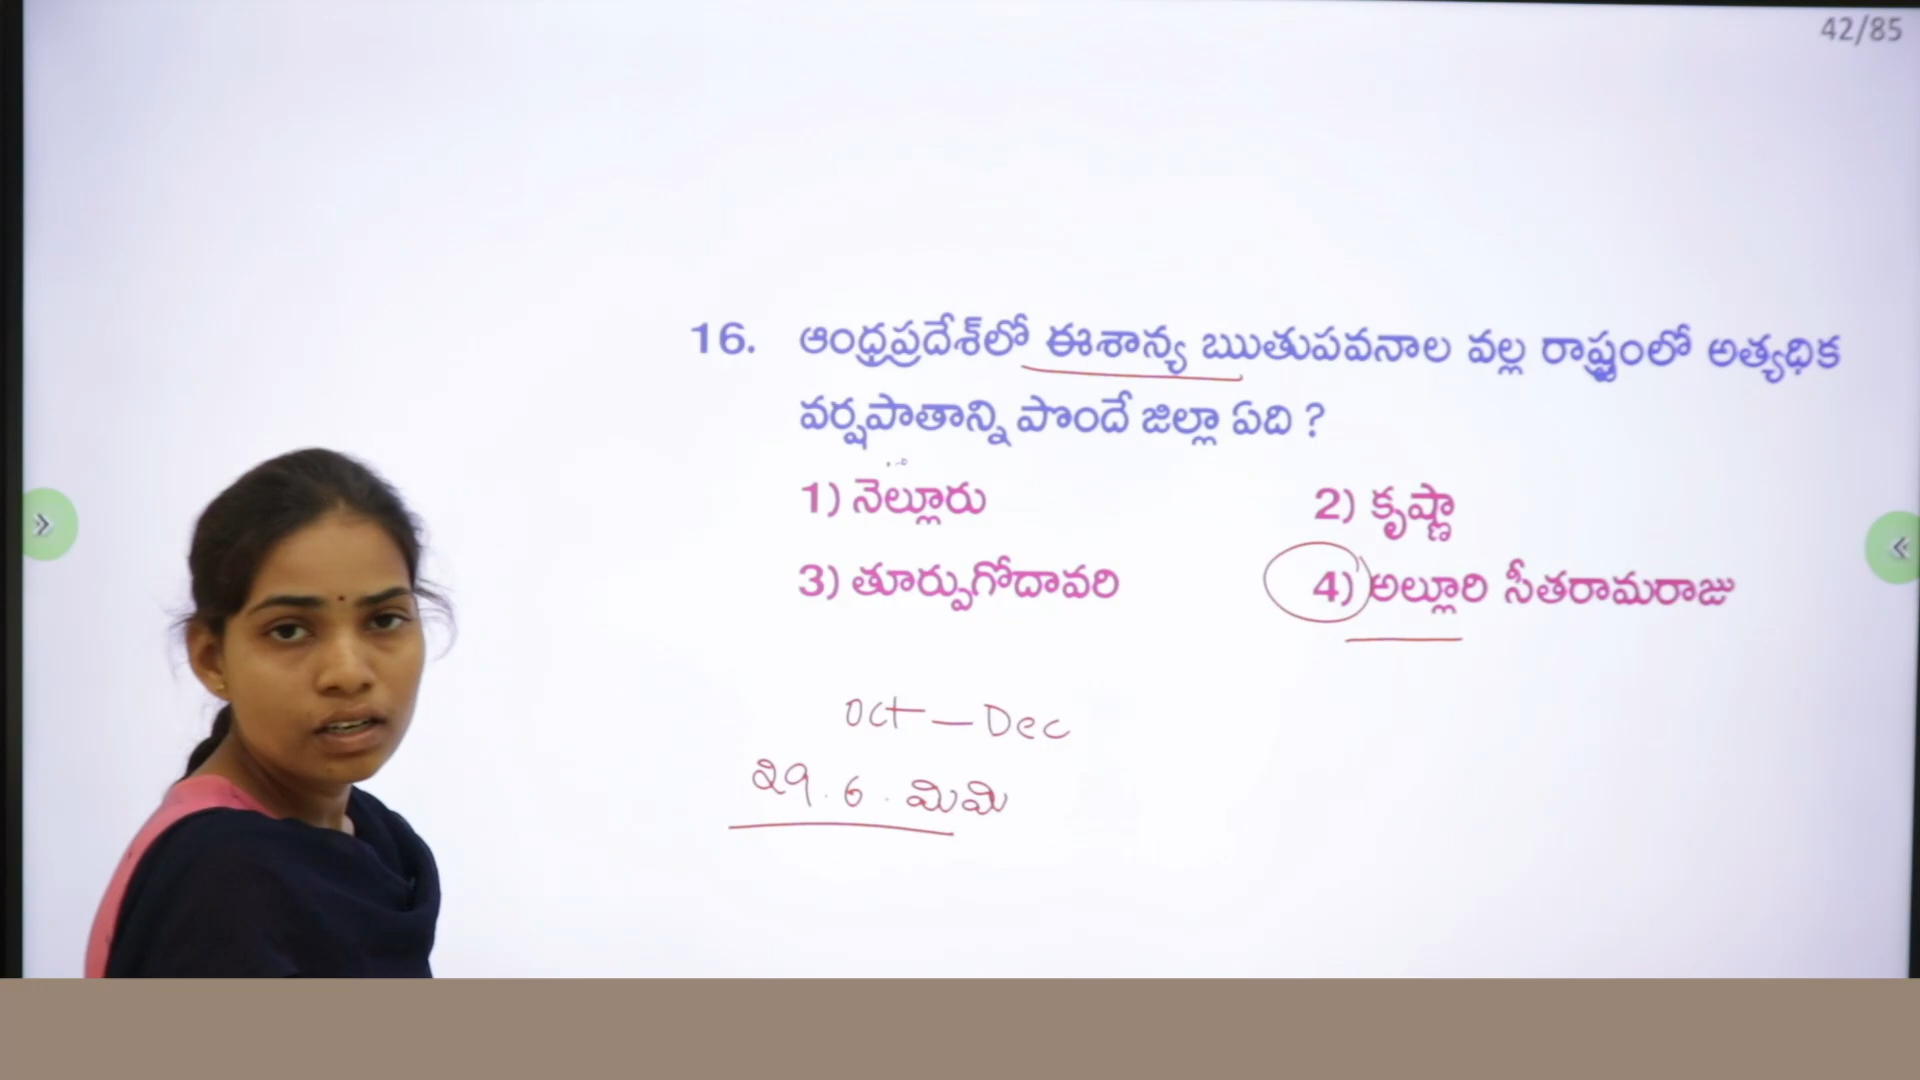 42/85
16. ఆంధ్రప్రదేశ్‌లో ఈశాన్య ఋతుపవనాల వల్ల రాష్ట్రంలో అత్యధిక
వర్షపాతాన్ని పొందే జిల్లా ఏది ?
1) నెల్లూరు 2) కృష్ణా
3) తూర్పుగోదావరి 4) అల్లూరి సీతరామరాజు
Oct - Dec
29.6. మిమి